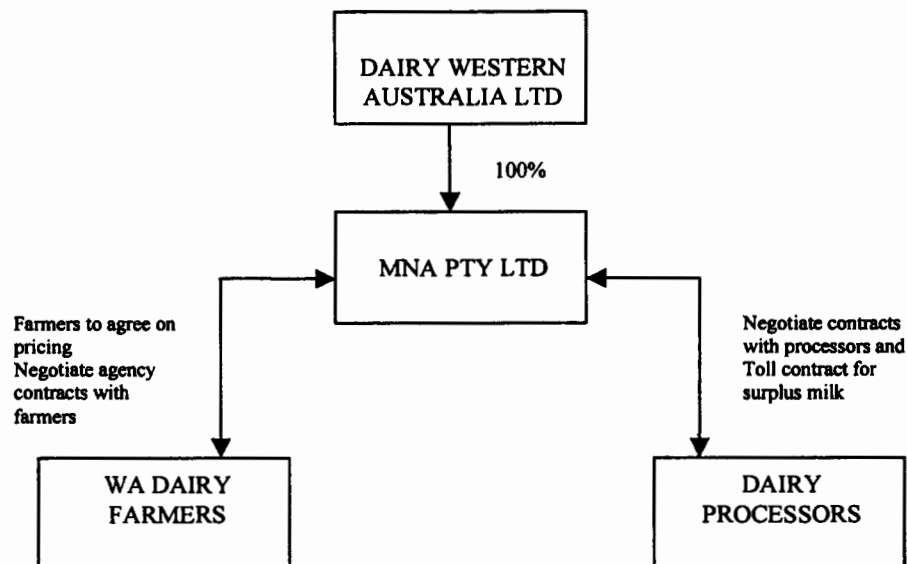 DAIRY WESTERN
AUSTRALIA LTD
100%
MNA PTY LTD
Farmers to agree on
pricing
Negotiate agency
contracts with
farmers
Negotiate contracts
with processors and
Toll contract for
surplus milk
WA DAIRY
FARMERS
DAIRY
PROCESSORS